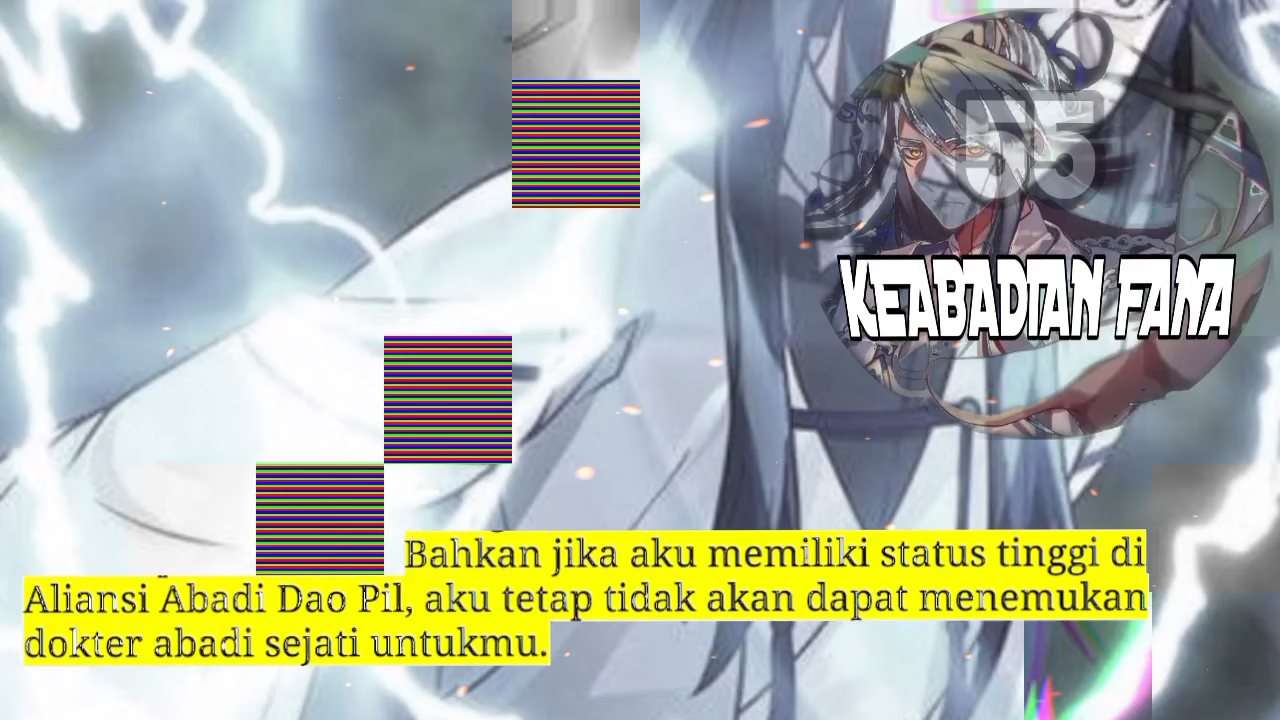 55
KEABADIAN FANA
Bahkan jika aku memiliki status tinggi di
Aliansi Abadi Dao Pil, aku tetap tidak akan dapat menemukan
dokter abadi sejati untukmu.